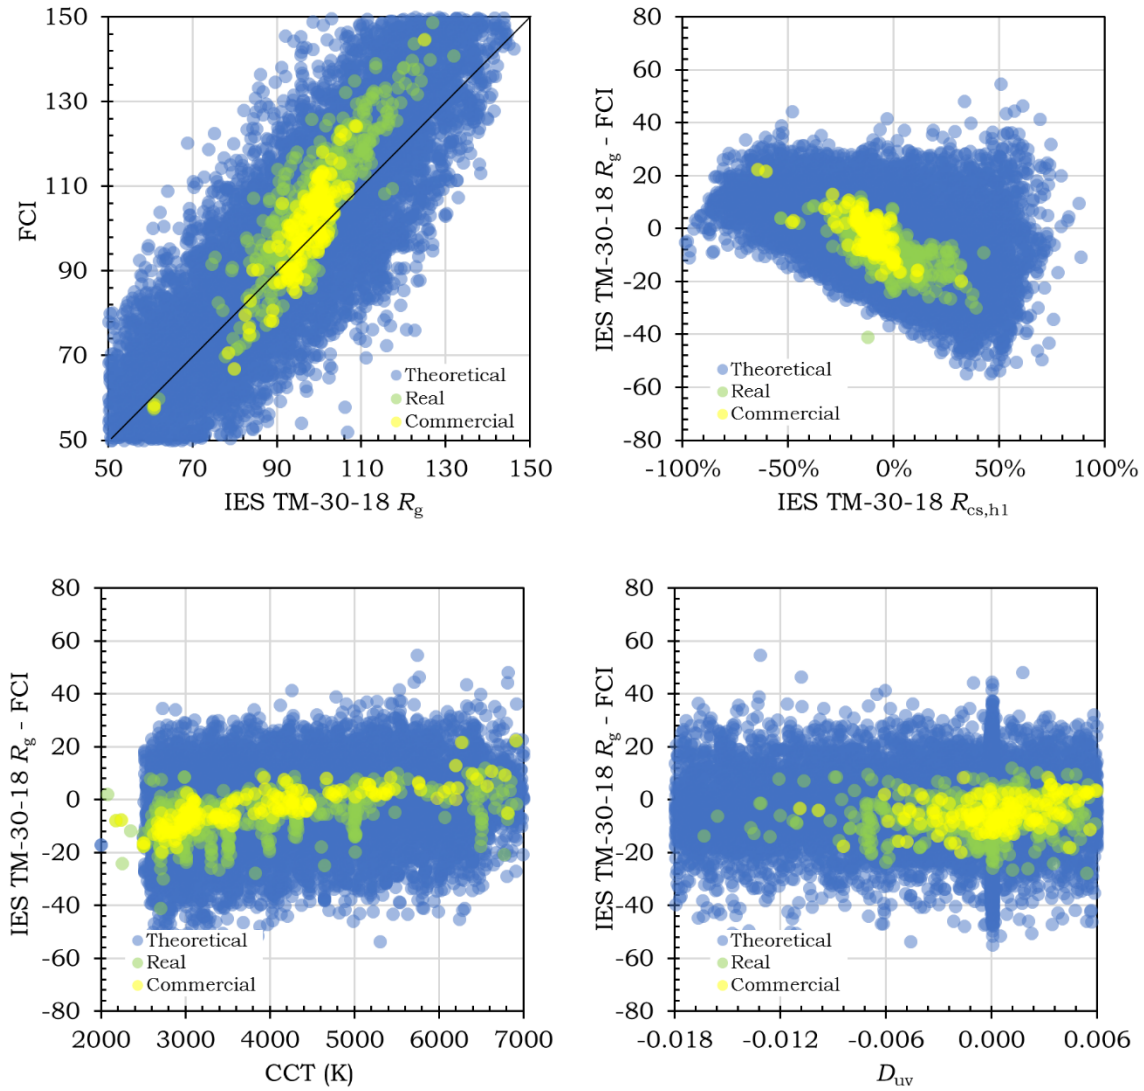 150
130
110
90
70
50
FCI
Theoretical
Real
Commercial
50
70
90
110
130
150
IES TM-30-18 Rg
80
60
40
20
0
-20
-40
-60
-80
IES TM-30-18 Rg - FCI
Theoretical
Real
Commercial
-100%
-50%
0%
50%
100%
IES TM-30-18 Rcs,h1
80
60
40
20
0
-20
-40
-60
-80
IES TM-30-18 Rg - FCI
Theoretical
Real
Commercial
2000
3000
4000
5000
6000
7000
CCT (K)
80
60
40
20
0
-20
-40
-60
-80
IES TM-30-18 Rg - FCI
Theoretical
Real
Commercial
-0.018
-0.012
-0.006
0.000
0.006
Duv